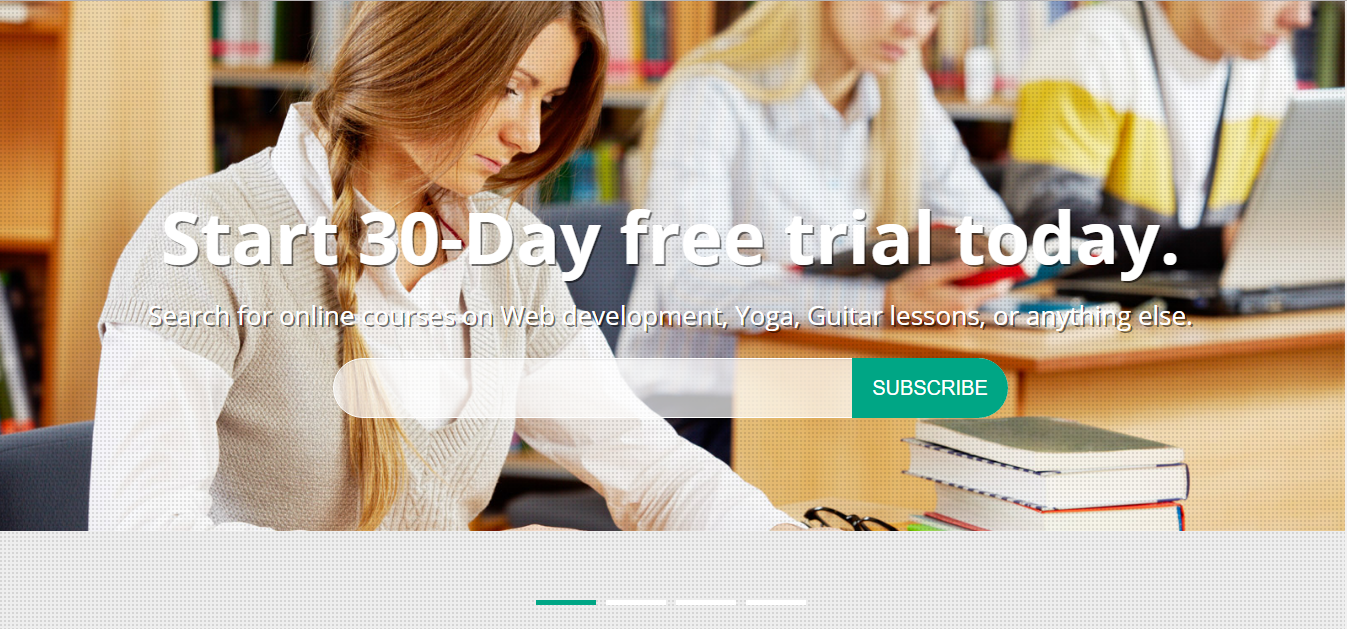 Start 30-Day free trial today.
Search for online courses on Web development, Yoga, Guitar lessons, or anything else.
SUBSCRIBE